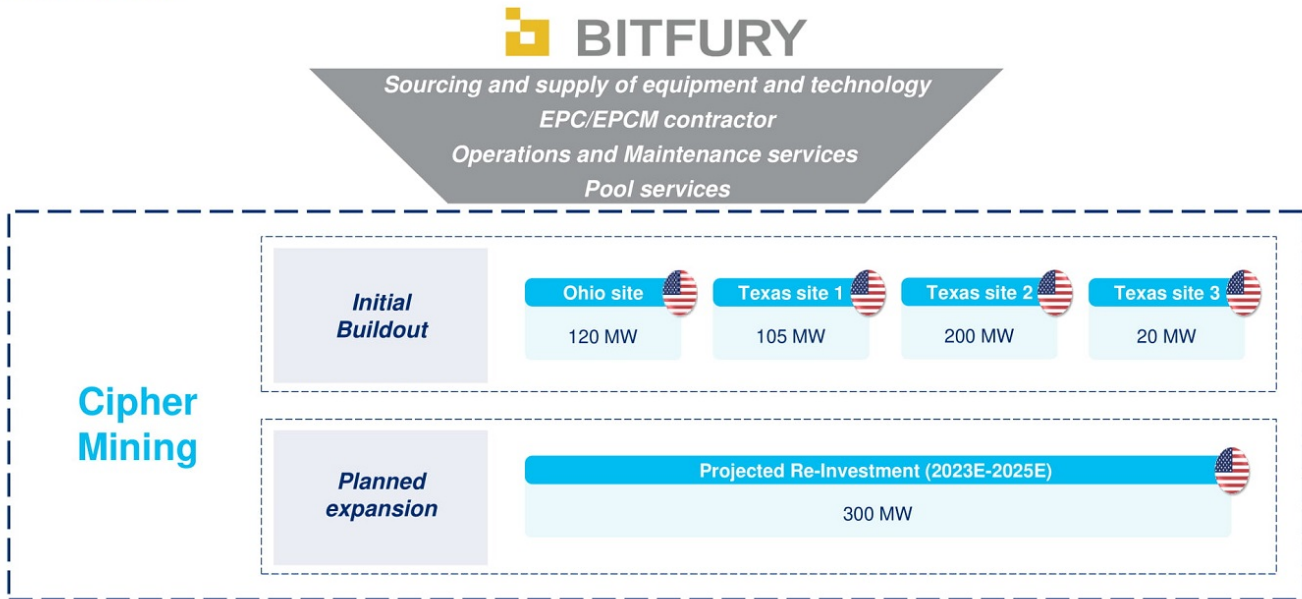 BITFURY
Sourcing and supply of equipment and technology
EPC/EPCM contractor
Operations and Maintenance services
Pool services
Cipher
Mining
Initial
Buildout
Ohio site
120 MW
Texas site 1
105 MW
Texas site 2
200 MW
Texas site 3
20 MW
Planned
expansion
Projected Re-Investment (2023E-2025E)
300 MW